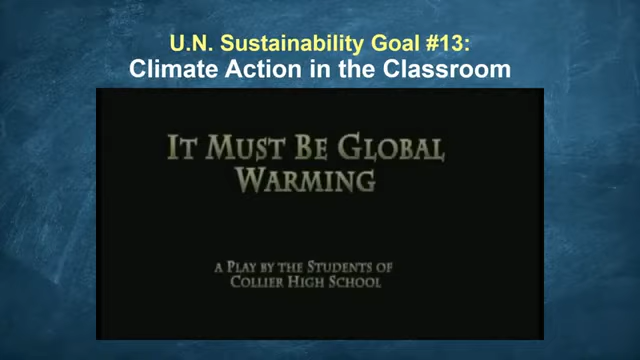 U.N. Sustainability Goal #13:
Climate Action in the Classroom
It Must Be Global
Warming
a Play by the Students of
Collier High School